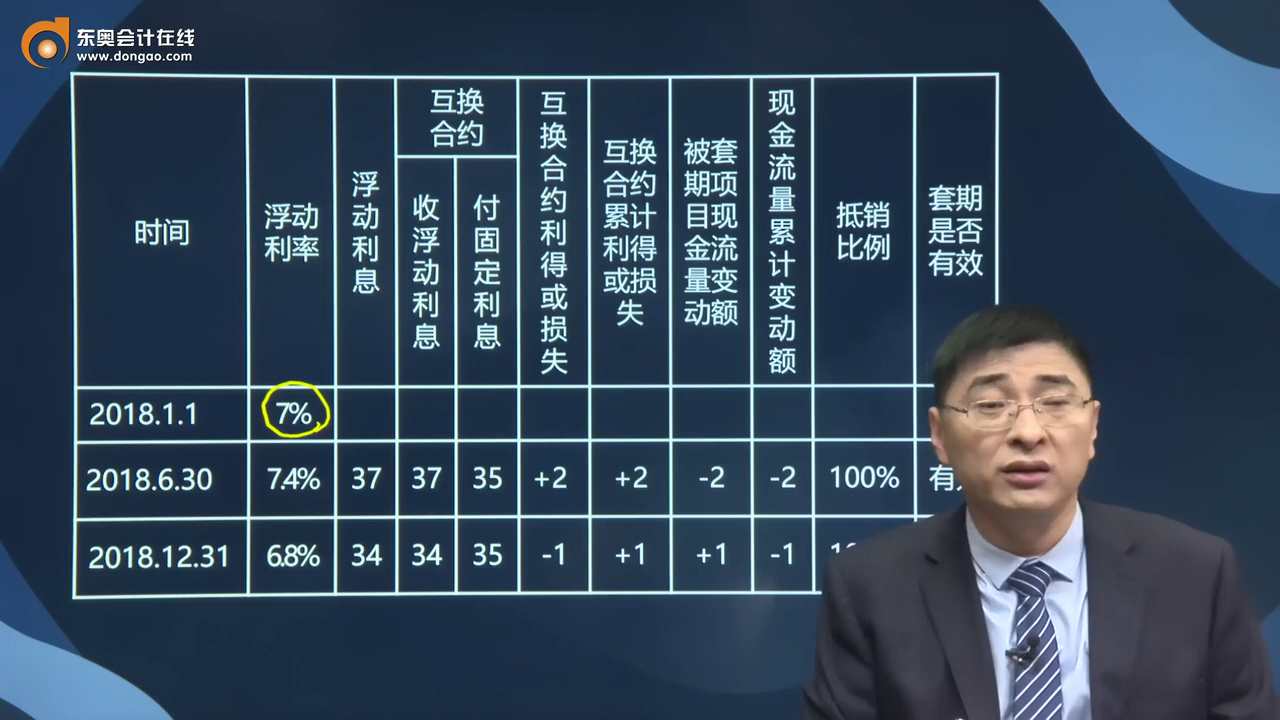 东奥会计在线
www.dongao.com
时间
浮动
利率
浮动利息
互换
合约
收浮动利息
付固定利息
互换合约利得或损失
互换
合约
累计
利得
或损
失
被套
期项
目现
金流
量变
动额
现金流量累计变动额
抵销
比例
套期
是否
有效
2018.1.1
7%
2018.6.30 7.4% 37 37 35 +2 +2 -2 -2 100% 有
2018.12.31 6.8% 34 34 35 -1 +1 +1 -1